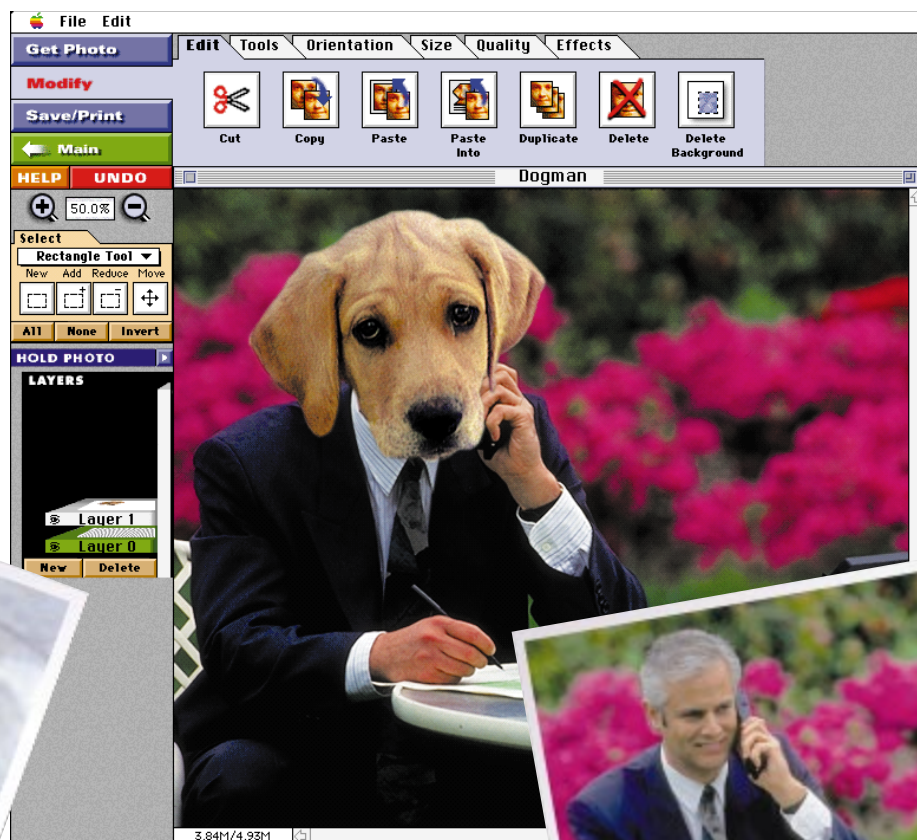 File Edit
Get Photo
Modify
Save/Print
Main
HELP UNDO
Edit Tools Orientation Size Quality Effects
Cut Copy Paste Paste Into Duplicate Delete Delete Background
Dogman
50.0%
Select
Rectangle Tool
New Add Reduce Move
All None Invert
HOLD PHOTO
LAYERS
Layer 1
Layer 0
New Delete
3.84M/4.93M